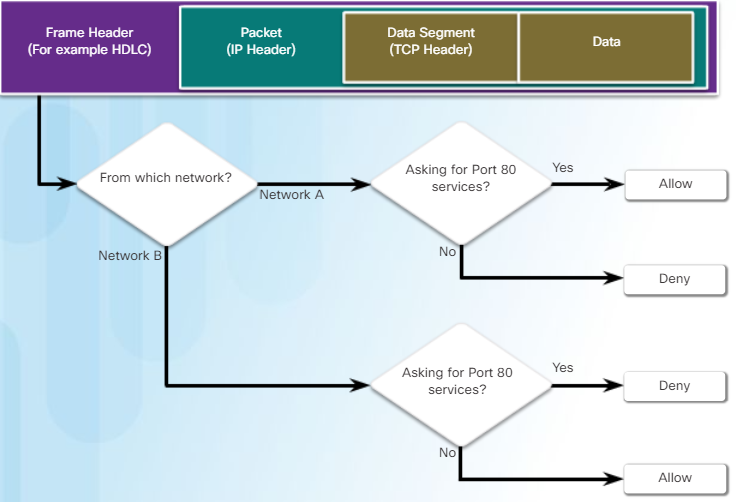 Frame Header
(For example HDLC)
Packet
(IP Header)
Data Segment
(TCP Header)
Data
From which network?
Network A
Asking for Port 80
services?
Yes
Allow
No
Deny
Network B
Asking for Port 80
services?
Yes
Deny
No
Allow